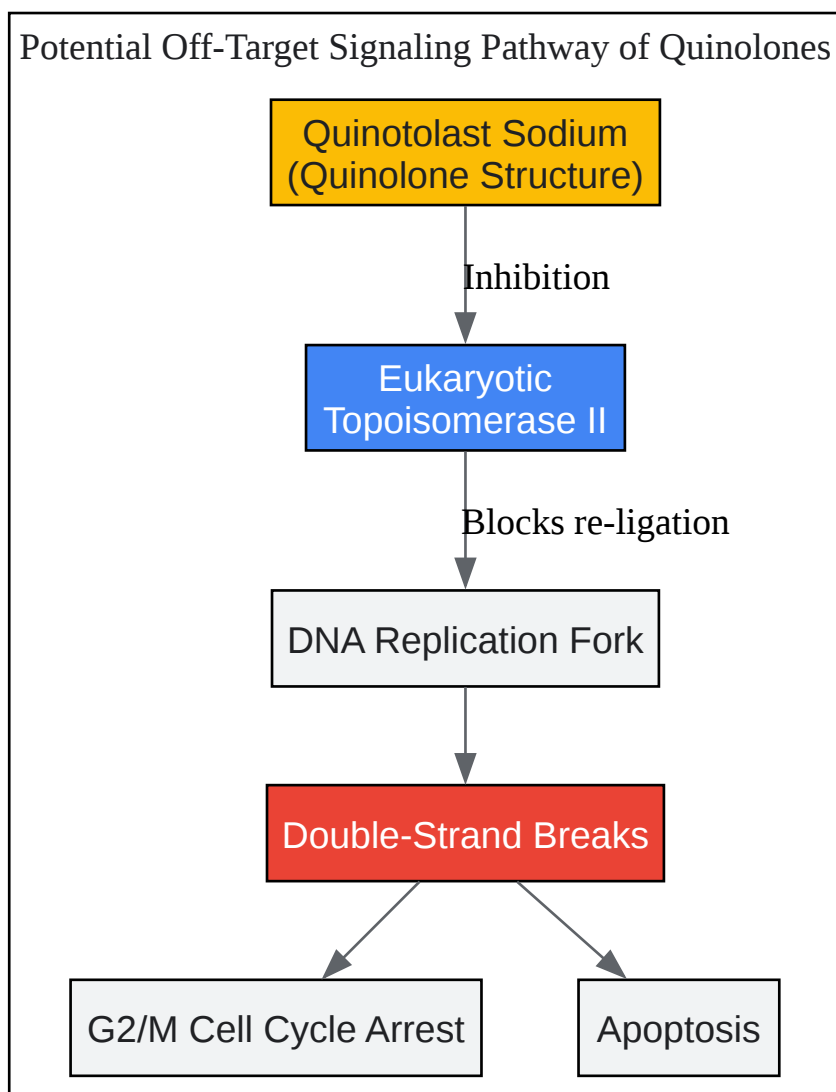 Potential Off-Target Signaling Pathway of Quinolones
Quinotolast Sodium
(Quinolone Structure)
Inhibition
Eukaryotic
Topoisomerase II
Blocks re-ligation
DNA Replication Fork
Double-Strand Breaks
G2/M Cell Cycle Arrest
Apoptosis